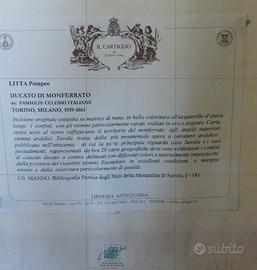 IL CARTIGLIO
LITTA Pompeo
DUCATO DI MONFERRATO
da: FAMIGLIE CELEBRI ITALIANE
TORINO, MILANO, 1819-1861
Incisione originale eseguita su matrice di rame, in bella coloritura all'acquerello d'epoca
lungo i confini, con gli stemmi particolarmente curati, rialzati in oro e argento. Carta
senza testo al verso raffigurante il territorio del monferrato, agli angoli superiori
stemmi araldici. Tavola tratta dalla più monumentale opera a carattere araldici
pubblicata nell'ottocento, di cui la parte principale riguarda casa Savoia e i suoi
possedimenti, rappresentati da ben 29 carte geografiche dove sono evidenziati i confini
di ciascun ducato o contea delineati con differenti colori e notevolmente impreziosite
dalla presenza di stemmi. Esemplare in eccellenti condizioni, a margini
intonsi e dalla coloritura particolarmente di qualità.
Cfr. MANNO, Bibliografia Storica degli Stati della Monarchia di Savoia, I - 183
LIBRERIA ANTIQUARIA
subito